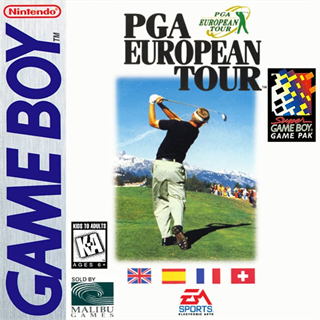 Nintendo
GAME BOY
TM
PGA
EUROPEAN
TOUR
PGA
EUROPEAN
TOUR
Super
GAME BOY
GAME PAK
KIDS TO ADULTS
K-A
AGES 6+
SOLD BY
MALIBU
GAMES
EA
SPORTS
ELECTRONIC ARTS